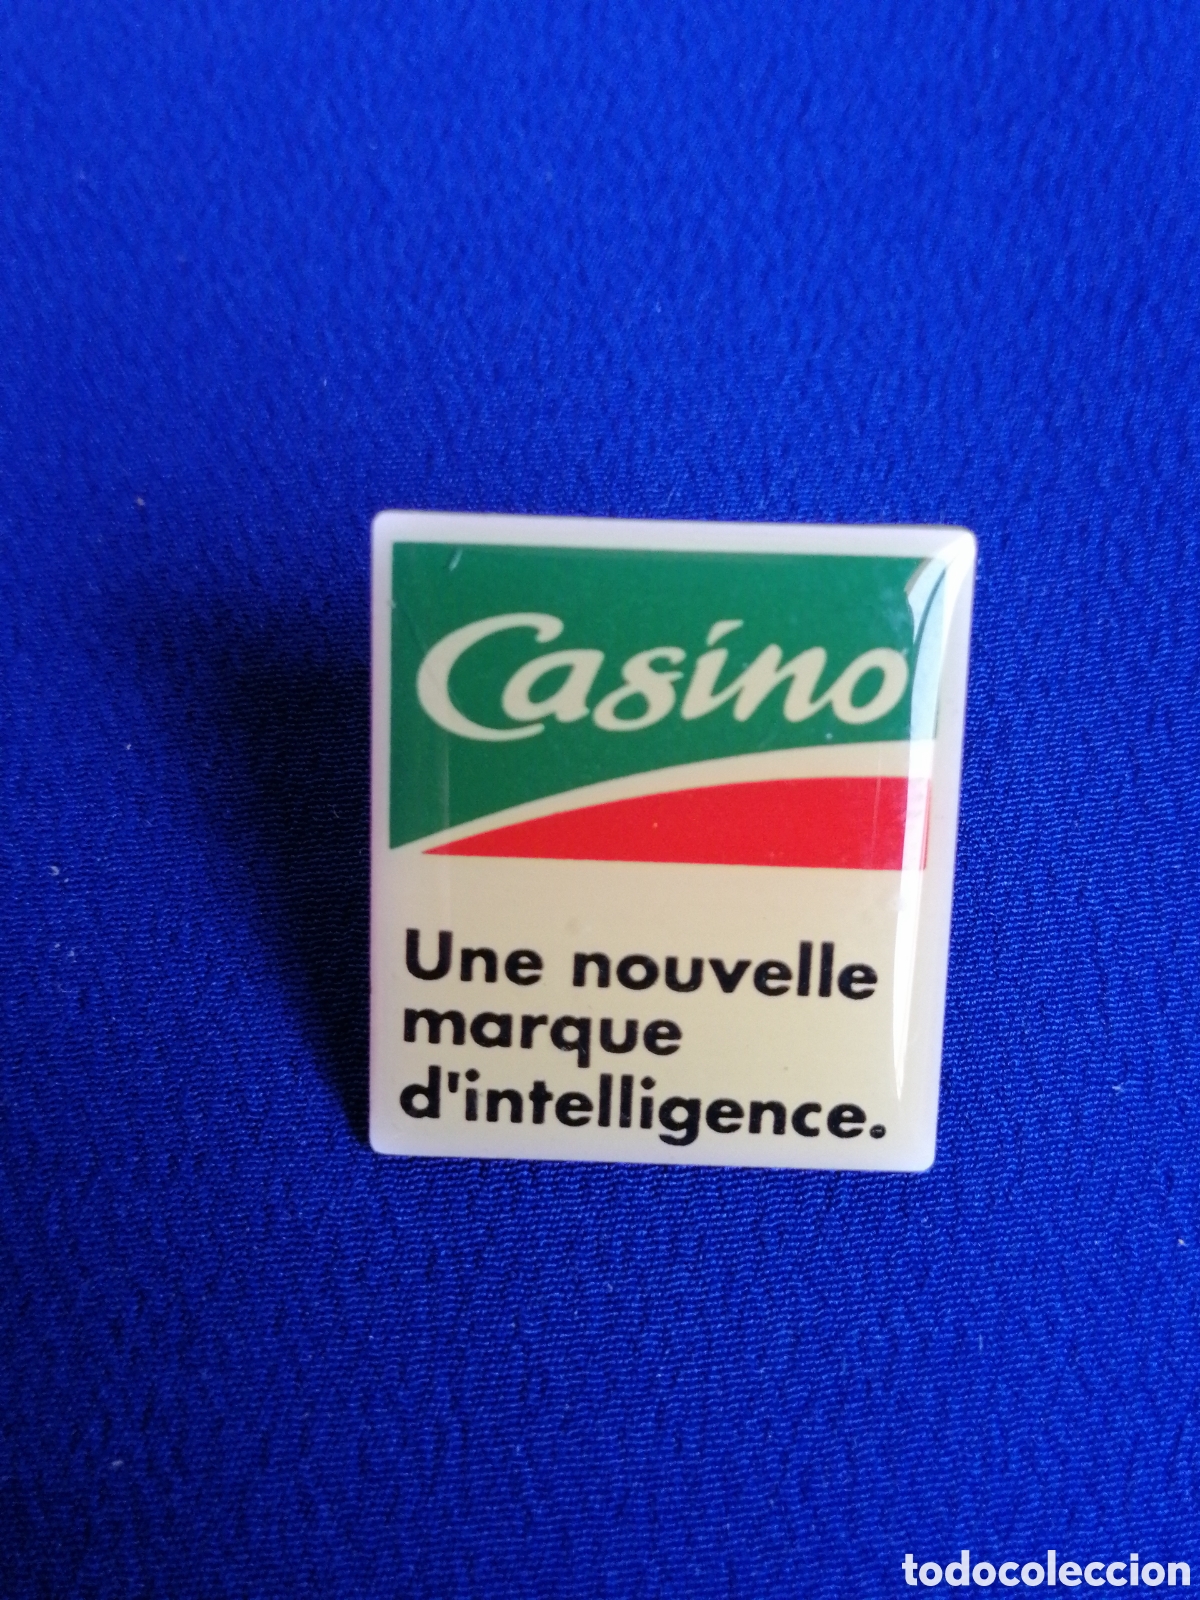 Casino
Une nouvelle
marque
d'intelligence.
todocoleccion